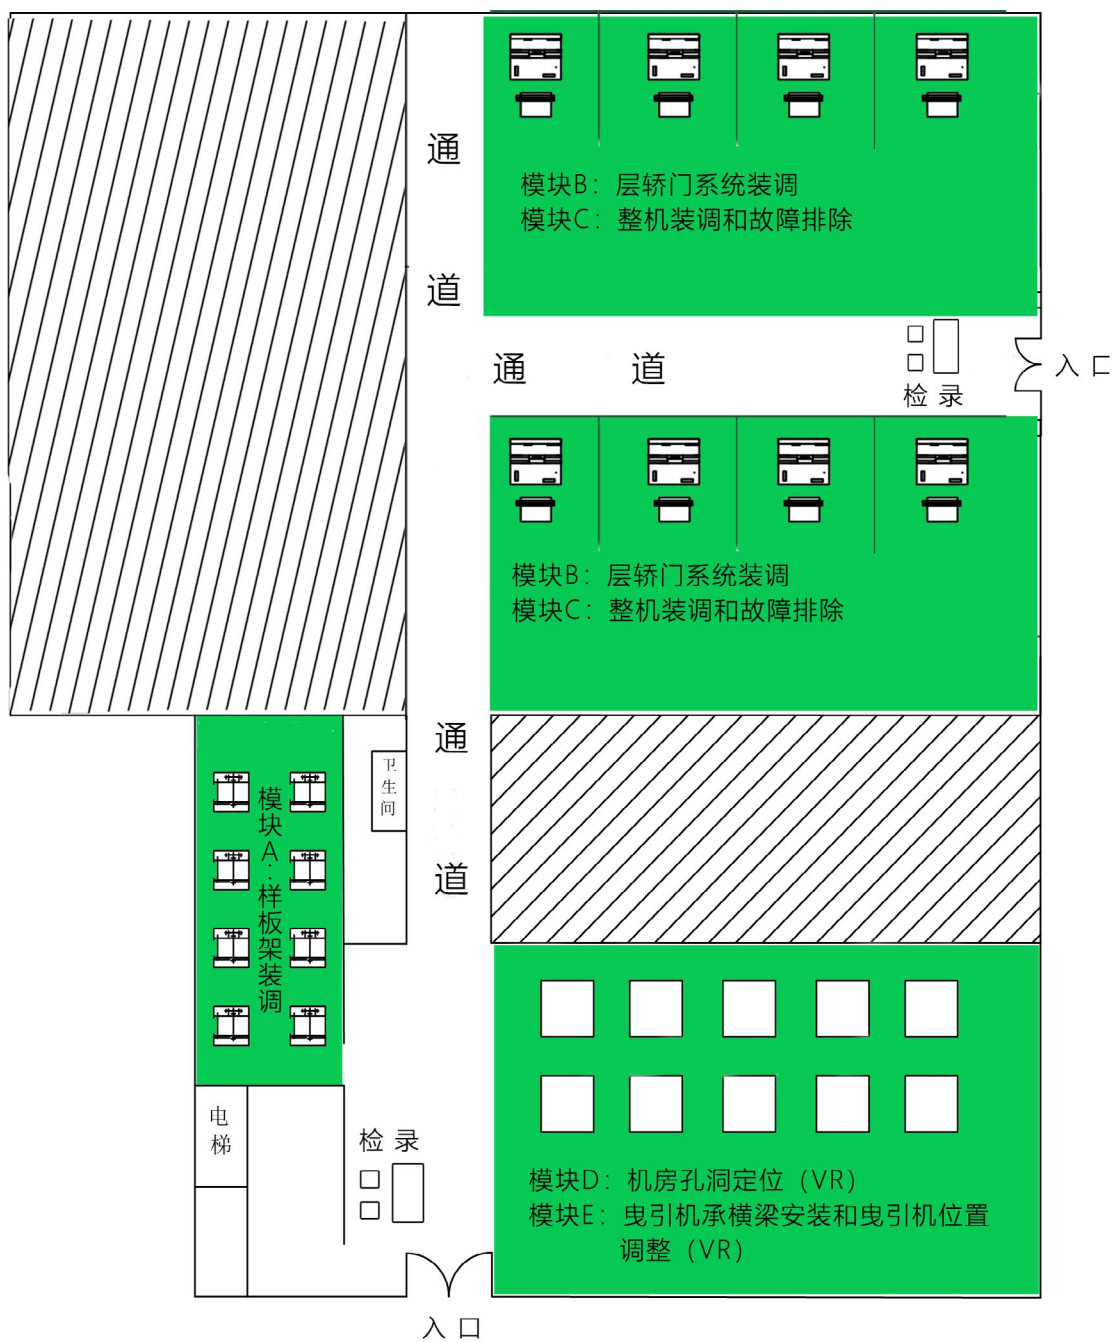 通
道
模块B：层轿门系统装调
模块C：整机装调和故障排除
通 道
检 录
入 口
模块B：层轿门系统装调
模块C：整机装调和故障排除
通
道
卫生间
模块A：样板架装调
电梯
检 录
模块D：机房孔洞定位（VR）
模块E：曳引机承横梁安装和曳引机位置
调整（VR）
入 口